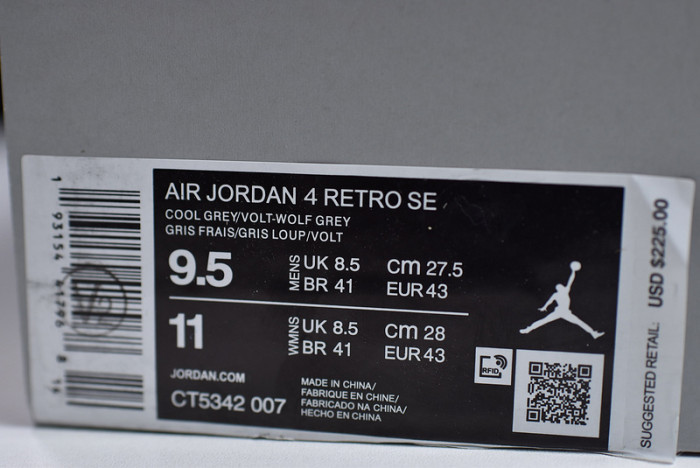 AIR JORDAN 4 RETRO SE
COOL GREY/VOLT-WOLF GREY
GRIS FRAIS/GRIS LOUP/VOLT
9.5 MENS UK 8.5 cm 27.5
BR 41 EUR 43
11 WMNS UK 8.5 cm 28
BR 41 EUR 43
JORDAN.COM
CT5342 007
MADE IN CHINA/
FABRIQUE EN CHINE/
FABRICADO NA CHINA/
HECHO EN CHINA
RFID
SUGGESTED RETAIL: USD $225.00